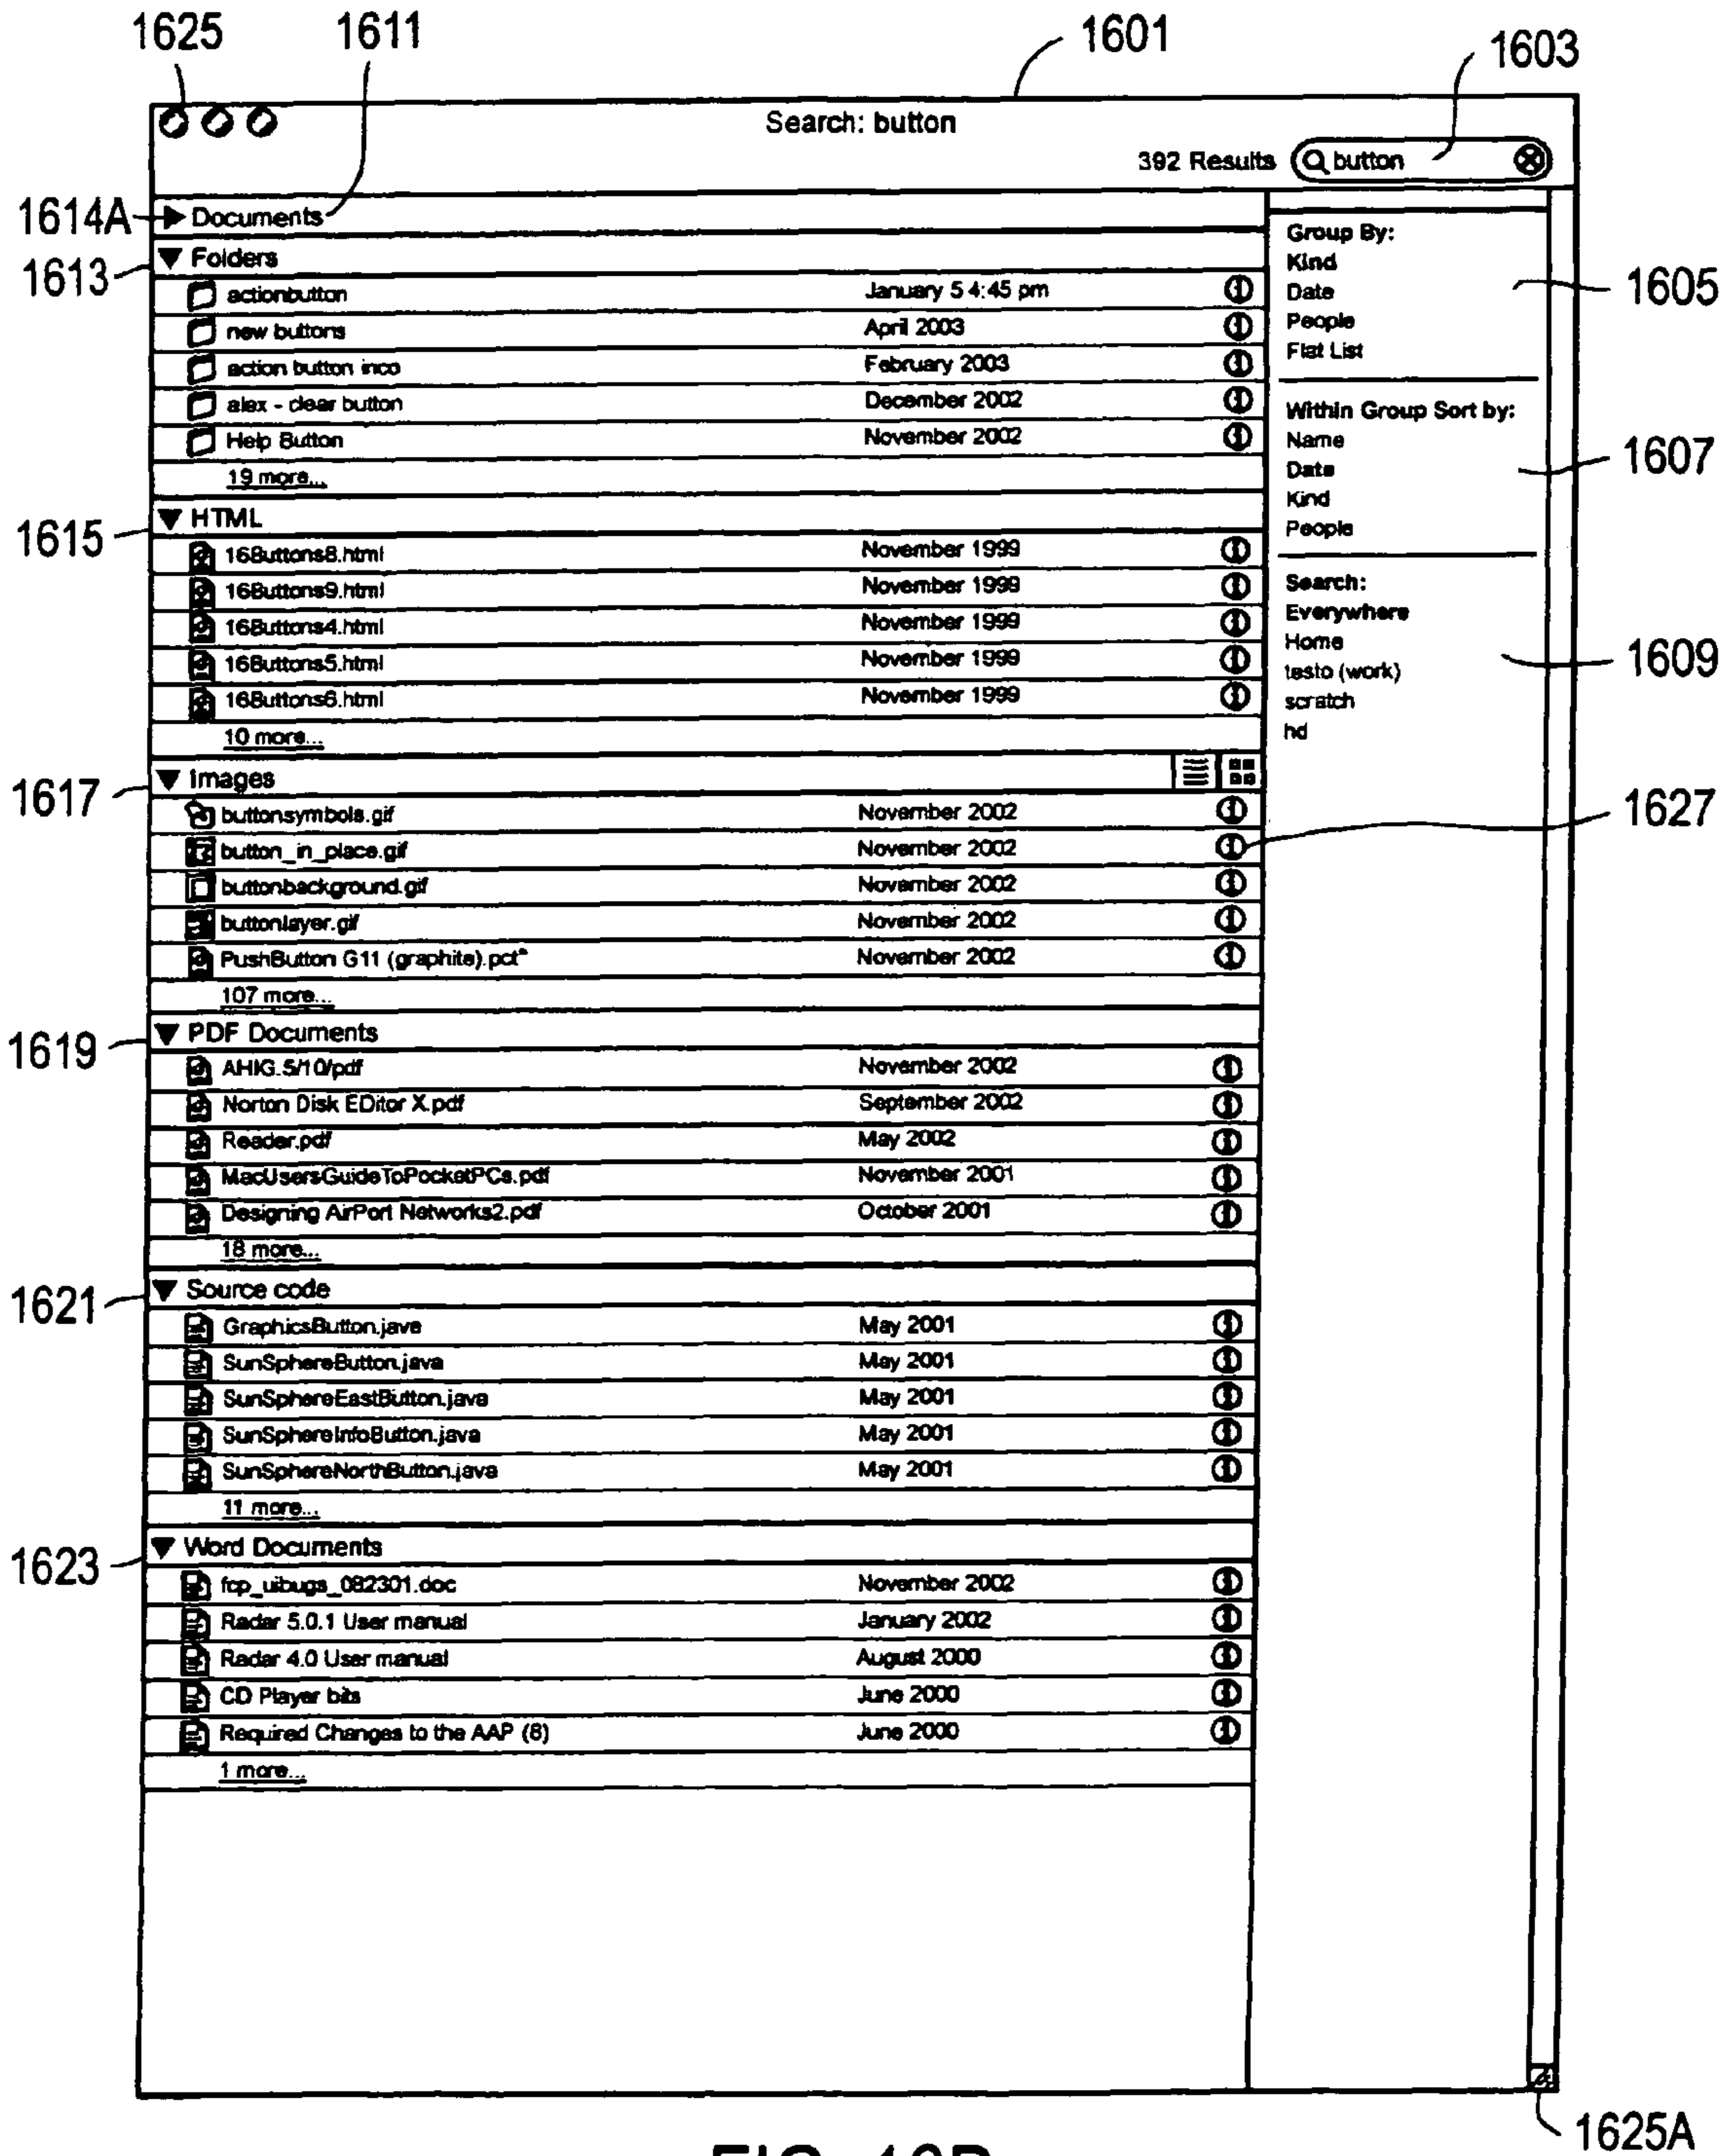 1625 1611 1601 1603
Search: button
392 Results button
1614A Documents
1613 Folders
actionbutton January 5 4:45 pm
new buttons April 2003
action button inco February 2003
alex - clear button December 2002
Help Button November 2002
19 more...
1615 HTML
16Buttons8.html November 1999
16Buttons9.html November 1999
16Buttons4.html November 1999
16Buttons5.html November 1999
16Buttons6.html November 1999
10 more...
1617 Images
buttonsymbols.gif November 2002
button_in_place.gif November 2002
buttonbackground.gif November 2002
buttonlayer.gif November 2002
PushButton G11 (graphite).pct" November 2002
107 more...
1619 PDF Documents
AHIG.5/10/pdf November 2002
Norton Disk EDitor X.pdf September 2002
Reader.pdf May 2002
MacUsersGuideToPocketPCs.pdf November 2001
Designing AirPort Networks2.pdf October 2001
18 more...
1621 Source code
GraphicsButton.java May 2001
SunSphereButton.java May 2001
SunSphereEastButton.java May 2001
SunSphereInfoButton.java May 2001
SunSphereNorthButton.java May 2001
11 more...
1623 Word Documents
fcp_uibugs_082301.doc November 2002
Radar 5.0.1 User manual January 2002
Radar 4.0 User manual August 2000
CD Player bits June 2000
Required Changes to the AAP (6) June 2000
1 more...
Group By:
Kind
Date 1605
People
Flat List
Within Group Sort by:
Name
Date 1607
Kind
People
Search:
Everywhere
Home 1609
testo (work)
scratch
hd
1627
1625A